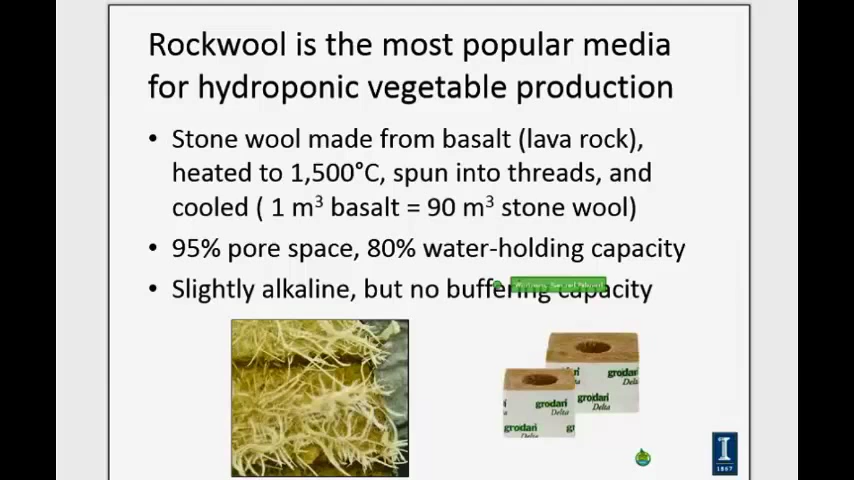 Rockwool is the most popular media
for hydroponic vegetable production
• Stone wool made from basalt (lava rock),
heated to 1,500°C, spun into threads, and
cooled ( 1 m³ basalt = 90 m³ stone wool)
• 95% pore space, 80% water-holding capacity
• Slightly alkaline, but no buffering capacity
grodan
Delta
grodan
Delta
grodan
grodan
Delta
I
1867